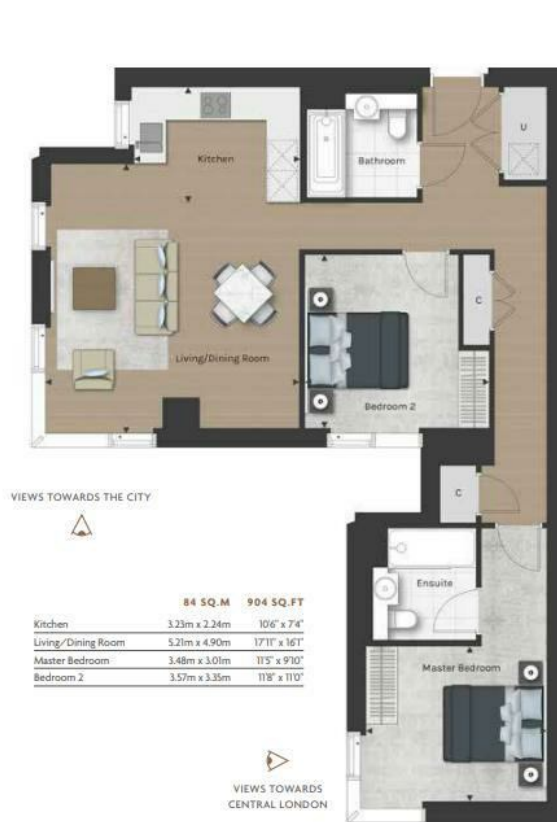 U
Kitchen
Bathroom
C
Living/Dining Room
Bedroom 2
VIEWS TOWARDS THE CITY
C
Ensuite
84 SQ.M 904 SQ.FT
Kitchen 3.23m x 2.24m 10'6" x 7'4"
Living/Dining Room 5.21m x 4.90m 17'1" x 16'1"
Master Bedroom 3.48m x 3.01m 11'5" x 9'10"
Bedroom 2 3.57m x 3.35m 11'8" x 11'0"
Master Bedroom
VIEWS TOWARDS
CENTRAL LONDON